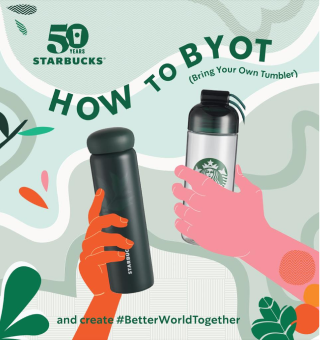 50
YEARS
STARBUCKS®
HOW TO BYOT
(Bring Your Own Tumbler)
STARBUCKS
and create #BetterWorldTogether